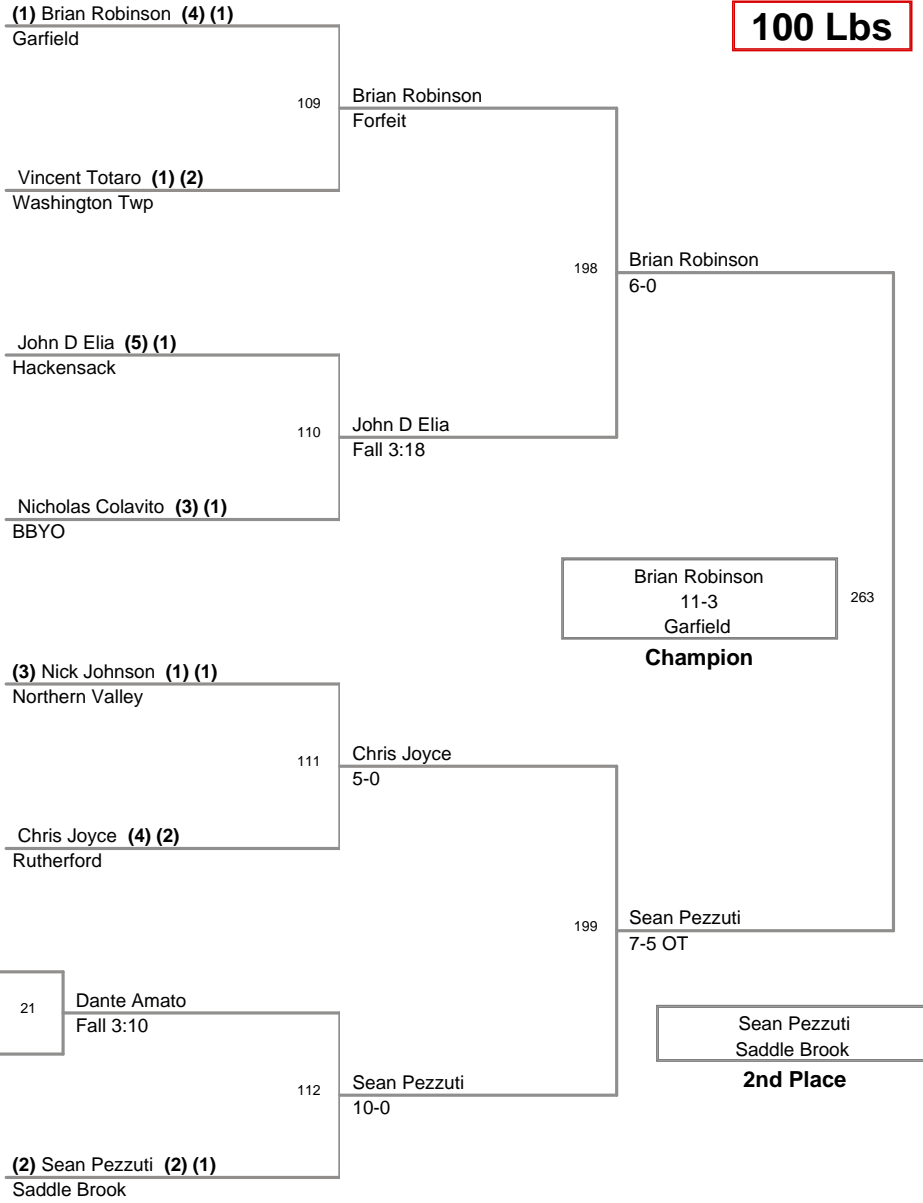 (1) Brian Robinson (4) (1)
100 Lbs
Garfield
109
Brian Robinson
Forfeit
Vincent Totaro (1) (2)
Washington Twp
198
Brian Robinson
6-0
John D Elia (5) (1)
Hackensack
110
John D Elia
Fall 3:18
Nicholas Colavito (3) (1)
BBYO
Brian Robinson
11-3
Garfield
263
Champion
(3) Nick Johnson (1) (1)
Northern Valley
111
Chris Joyce
5-0
Chris Joyce (4) (2)
Rutherford
199
Sean Pezzuti
7-5 OT
21
Dante Amato
Fall 3:10
Sean Pezzuti
Saddle Brook
2nd Place
112
Sean Pezzuti
10-0
(2) Sean Pezzuti (2) (1)
Saddle Brook